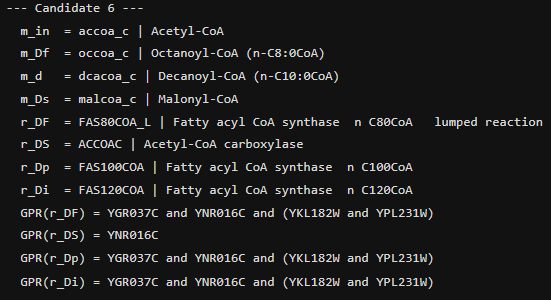 --- Candidate 6 ---
m_in = accoa_c | Acetyl-CoA
m_Df = occoa_c | Octanoyl-CoA (n-C8:0CoA)
m_d = dcacoa_c | Decanoyl-CoA (n-C10:0CoA)
m_Ds = malcoa_c | Malonyl-CoA
r_DF = FAS80COA_L | Fatty acyl CoA synthase n C80CoA lumped reaction
r_DS = ACCOAC | Acetyl-CoA carboxylase
r_Dp = FAS100COA | Fatty acyl CoA synthase n C100CoA
r_Di = FAS120COA | Fatty acyl CoA synthase n C120CoA
GPR(r_DF) = YGR037C and YNR016C and (YKL182W and YPL231W)
GPR(r_DS) = YNR016C
GPR(r_Dp) = YGR037C and YNR016C and (YKL182W and YPL231W)
GPR(r_Di) = YGR037C and YNR016C and (YKL182W and YPL231W)